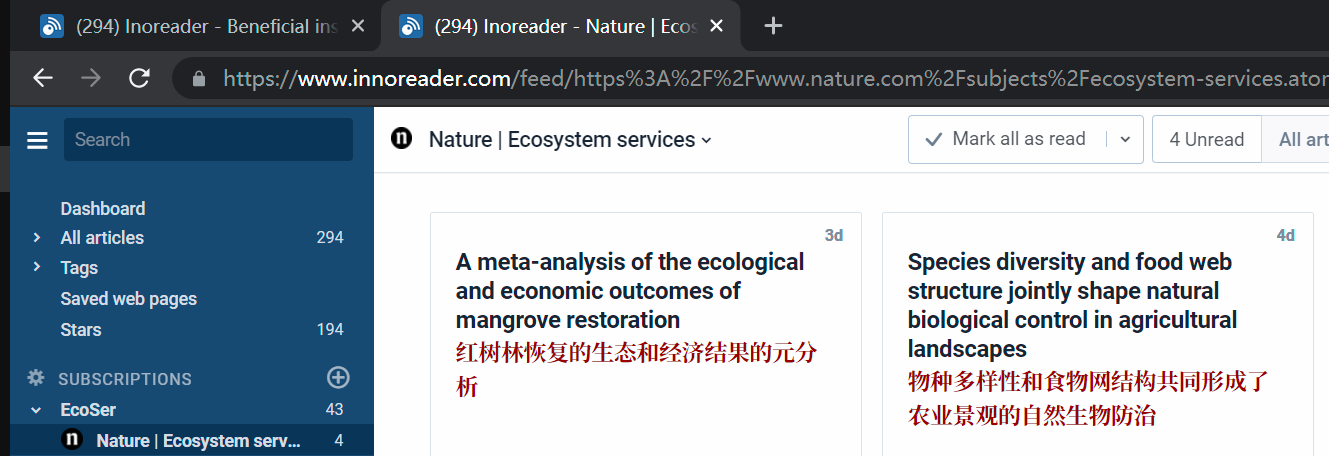 (294) Inoreader - Beneficial ins
(294) Inoreader - Nature | Ecos
https://www.innoreader.com/feed/https%3A%2F%2Fwww.nature.com%2Fsubjects%2Fecosystem-services.atom
Search
n
Nature | Ecosystem services
Mark all as read
4 Unread
All art
Dashboard
All articles 294
Tags
Saved web pages
Stars 194
SUBSCRIPTIONS
EcoSer 43
n Nature | Ecosystem serv... 4
3d
A meta-analysis of the ecological
and economic outcomes of
mangrove restoration
红树林恢复的生态和经济结果的元分
析
4d
Species diversity and food web
structure jointly shape natural
biological control in agricultural
landscapes
物种多样性和食物网结构共同形成了
农业景观的自然生物防治